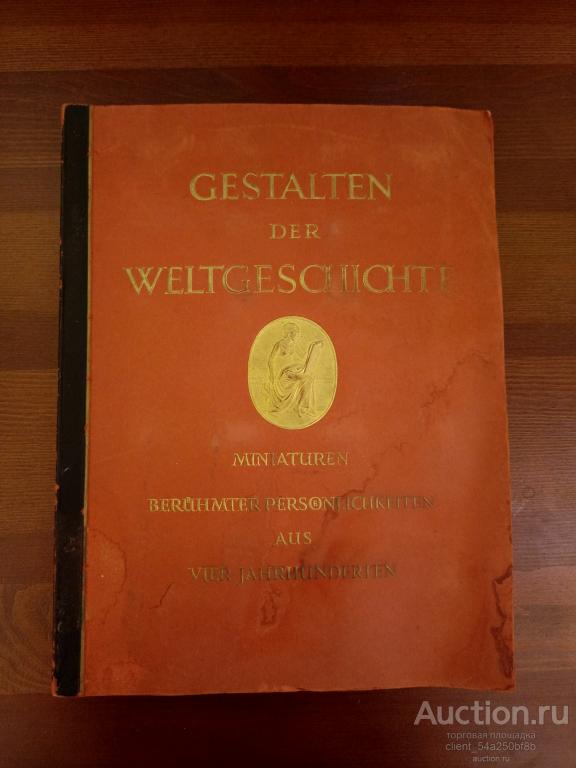 GESTALTEN
DER
WELTGESCHICHTE
MINIATUREN
BERÜHMTER PERSÖNLICHKEITEN
AUS
VIER JAHRHUNDERTEN
Auction.ru
торговая площадка
client_54a250bf8b
auction.ru